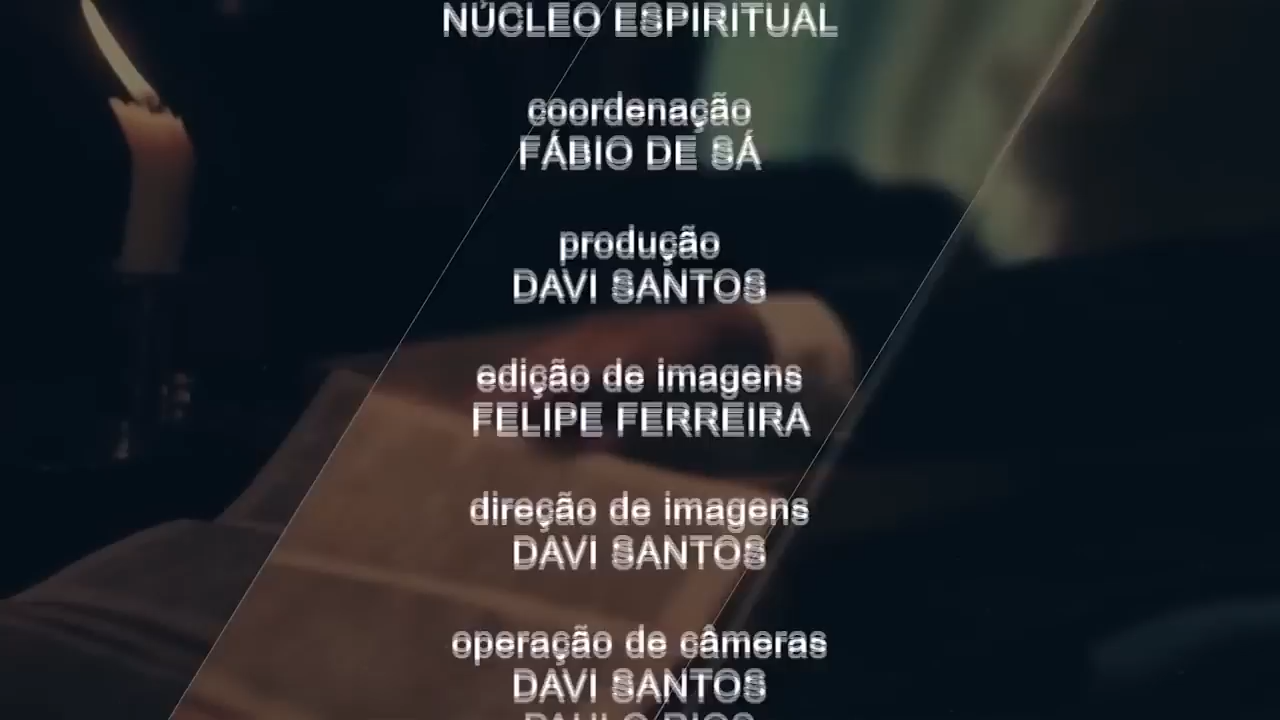 NÚCLEO ESPIRITUAL
coordenação
FÁBIO DE SÁ
produção
DAVI SANTOS
edição de imagens
FELIPE FERREIRA
direção de imagens
DAVI SANTOS
operação de câmeras
DAVI SANTOS